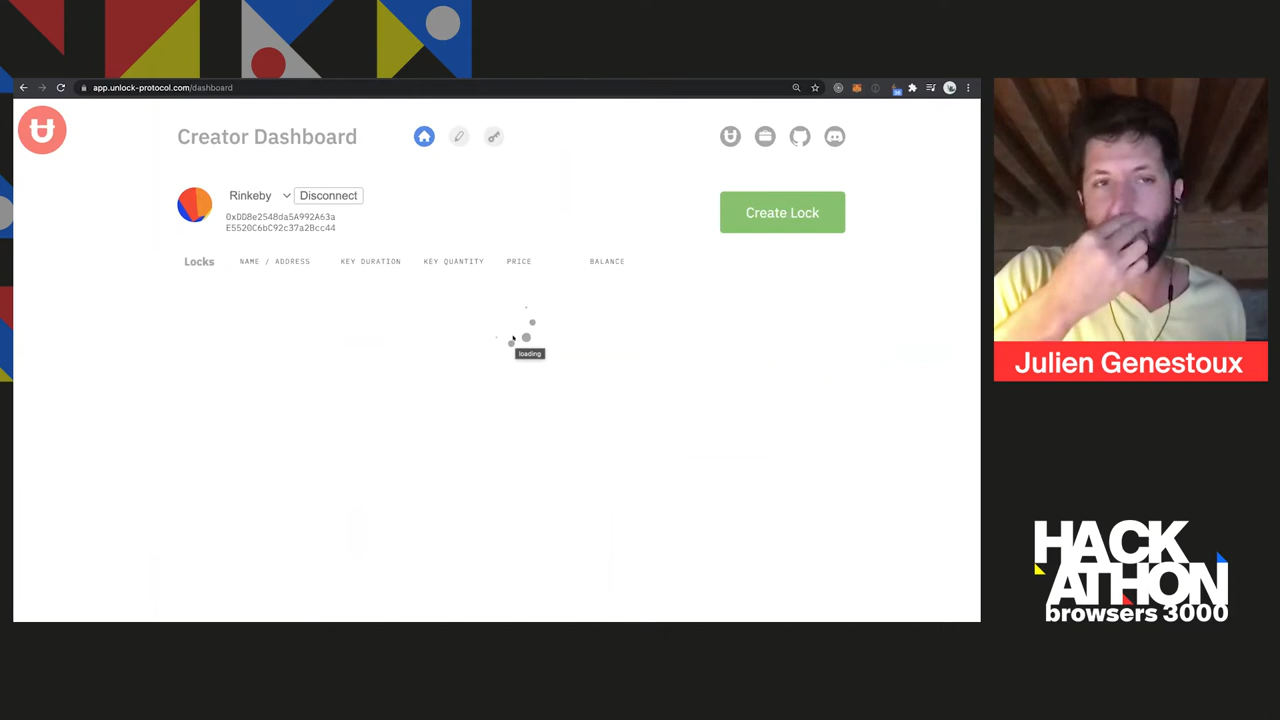 app.unlock-protocol.com/dashboard
Creator Dashboard
Rinkeby
Disconnect
0xDD8e2548da5A992A63a
E5520C6bC92c37a2Bcc44
Create Lock
Locks
NAME / ADDRESS
KEY DURATION
KEY QUANTITY
PRICE
BALANCE
loading
Julien Genestoux
HACK
ATHON
browsers 3000